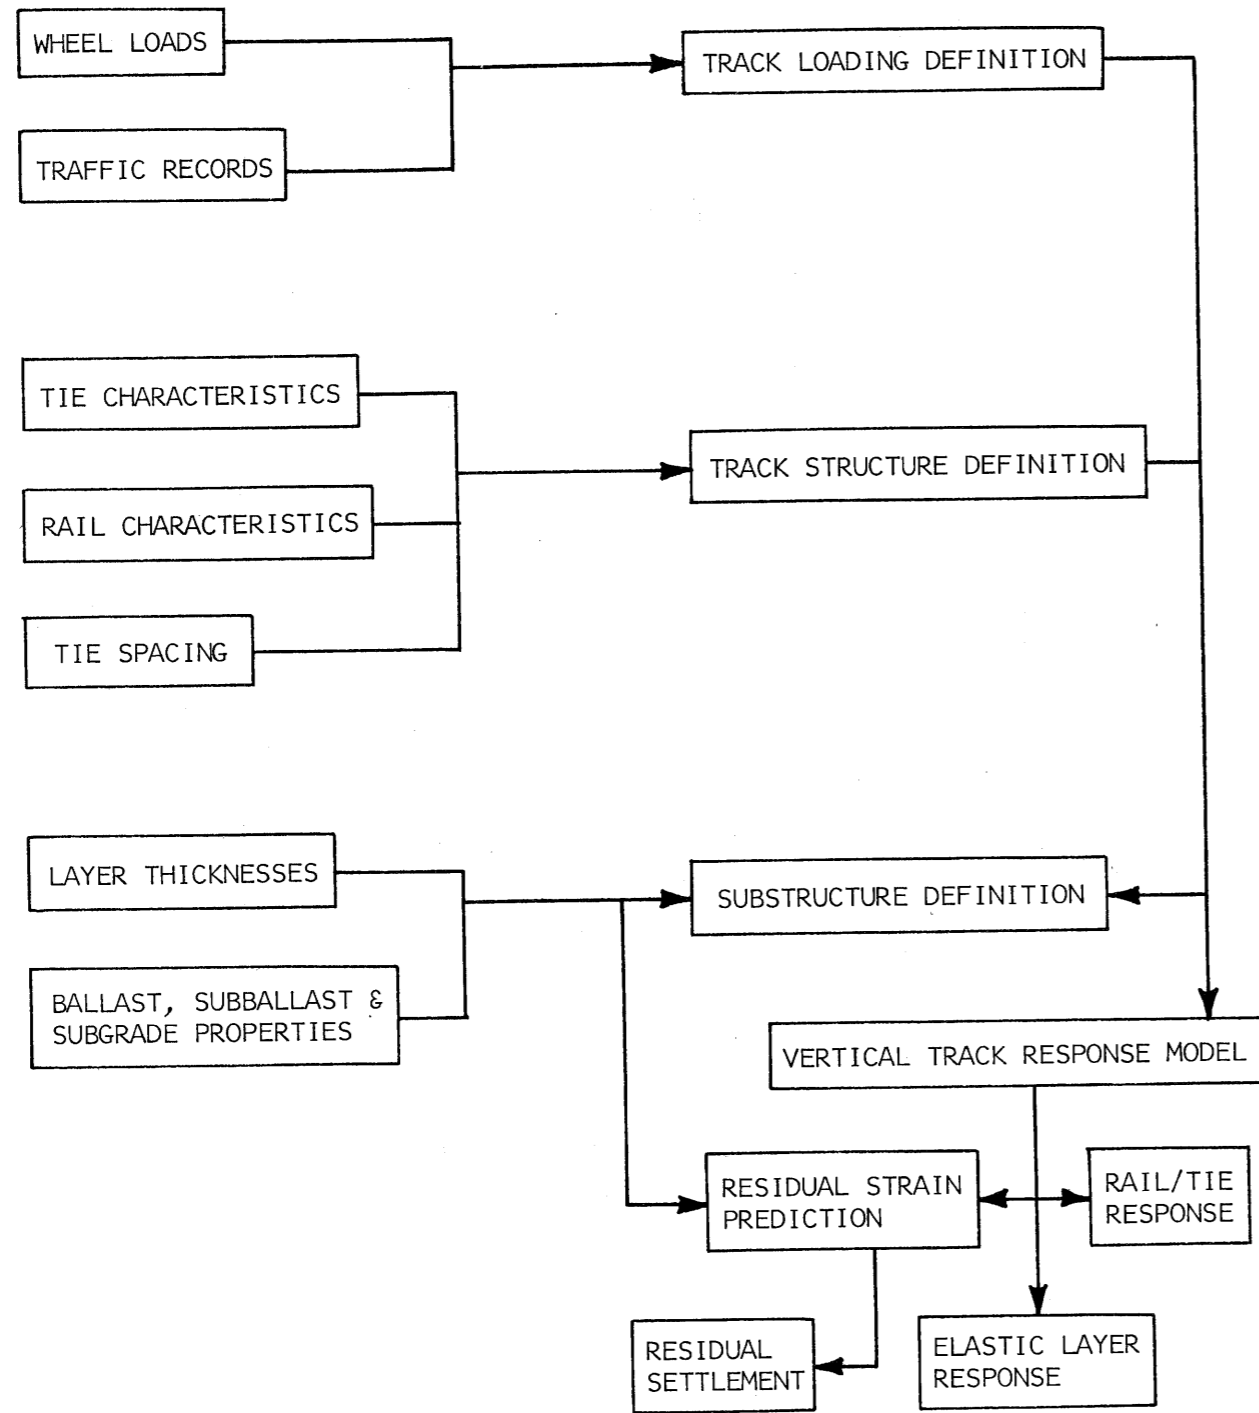 WHEEL LOADS
TRACK LOADING DEFINITION
TRAFFIC RECORDS
TIE CHARACTERISTICS
TRACK STRUCTURE DEFINITION
RAIL CHARACTERISTICS
TIE SPACING
LAYER THICKNESSES
SUBSTRUCTURE DEFINITION
BALLAST, SUBBALLAST &
SUBGRADE PROPERTIES
VERTICAL TRACK RESPONSE MODEL
RESIDUAL STRAIN
PREDICTION
RAIL/TIE
RESPONSE
RESIDUAL
SETTLEMENT
ELASTIC LAYER
RESPONSE